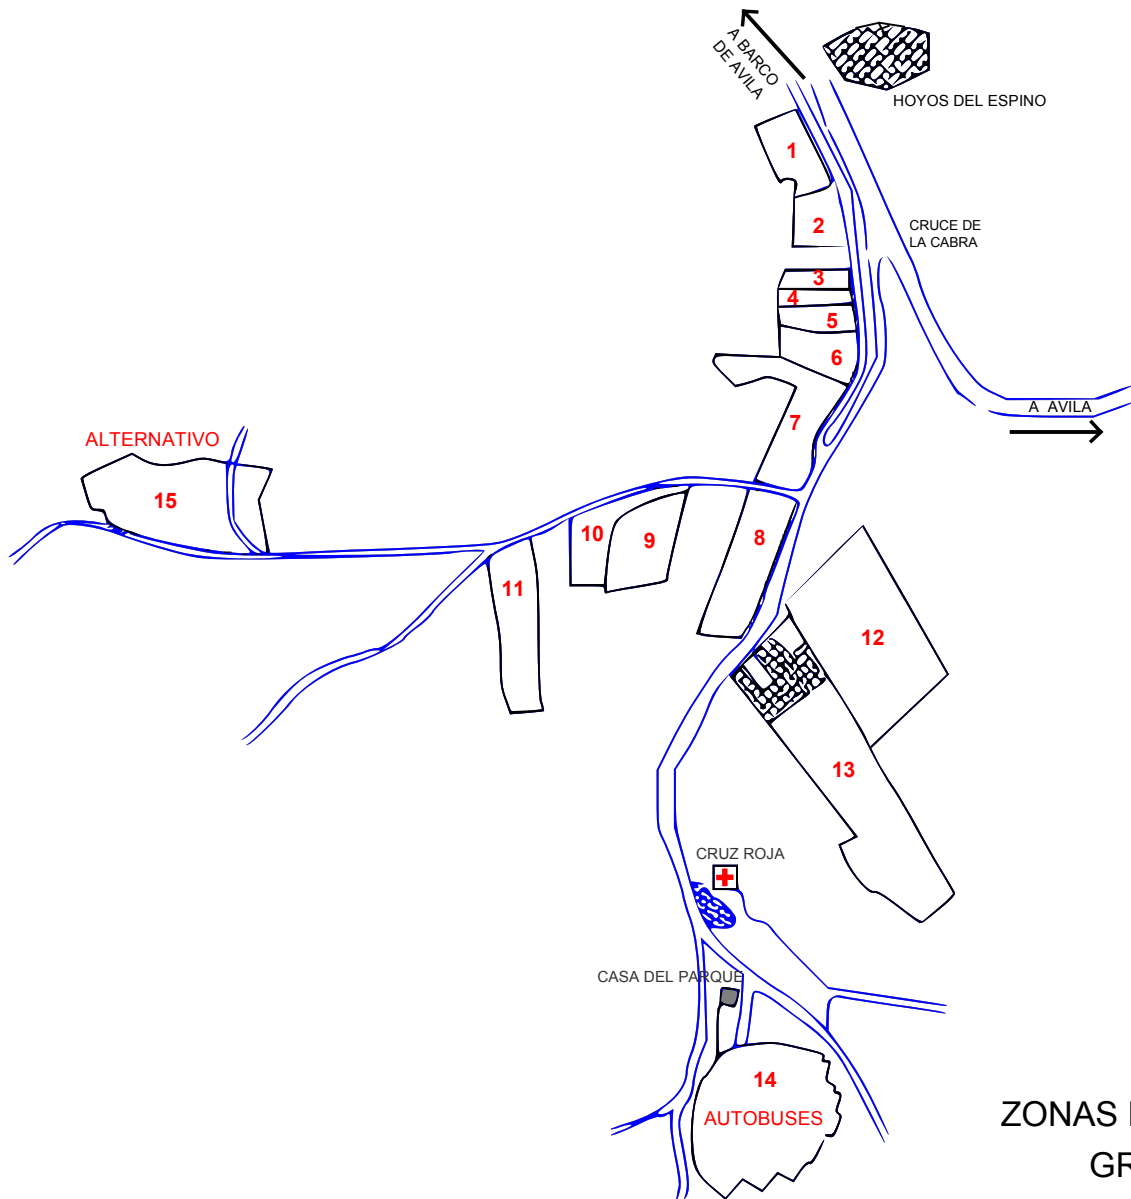 A BARCO
DE AVILA
HOYOS DEL ESPINO
1
2
CRUCE DE
LA CABRA
3
4
5
6
7
A AVILA
ALTERNATIVO
15
10
9
8
11
12
13
CRUZ ROJA
CASA DEL PARQUE
14
AUTOBUSES
ZONAS
GR